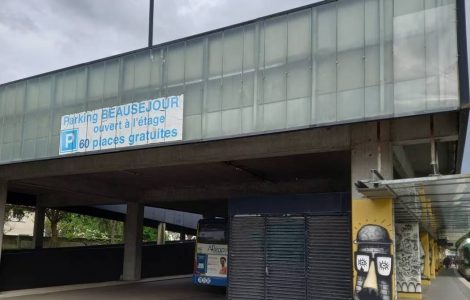 Parking BEAUSEJOUR
ouvert à l'étage
P 60 places gratuites